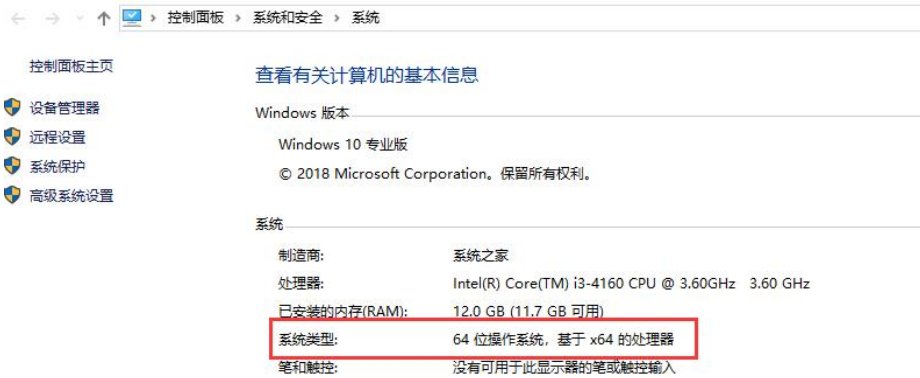 控制面板 > 系统和安全 > 系统
控制面板主页
设备管理器
远程设置
系统保护
高级系统设置
查看有关计算机的基本信息
Windows 版本
Windows 10 专业版
© 2018 Microsoft Corporation。保留所有权利。
系统
制造商: 系统之家
处理器: Intel(R) Core(TM) i3-4160 CPU @ 3.60GHz 3.60 GHz
已安装的内存(RAM): 12.0 GB (11.7 GB 可用)
系统类型: 64 位操作系统, 基于 x64 的处理器
笔和触控: 没有可用于此显示器的笔或触控输入